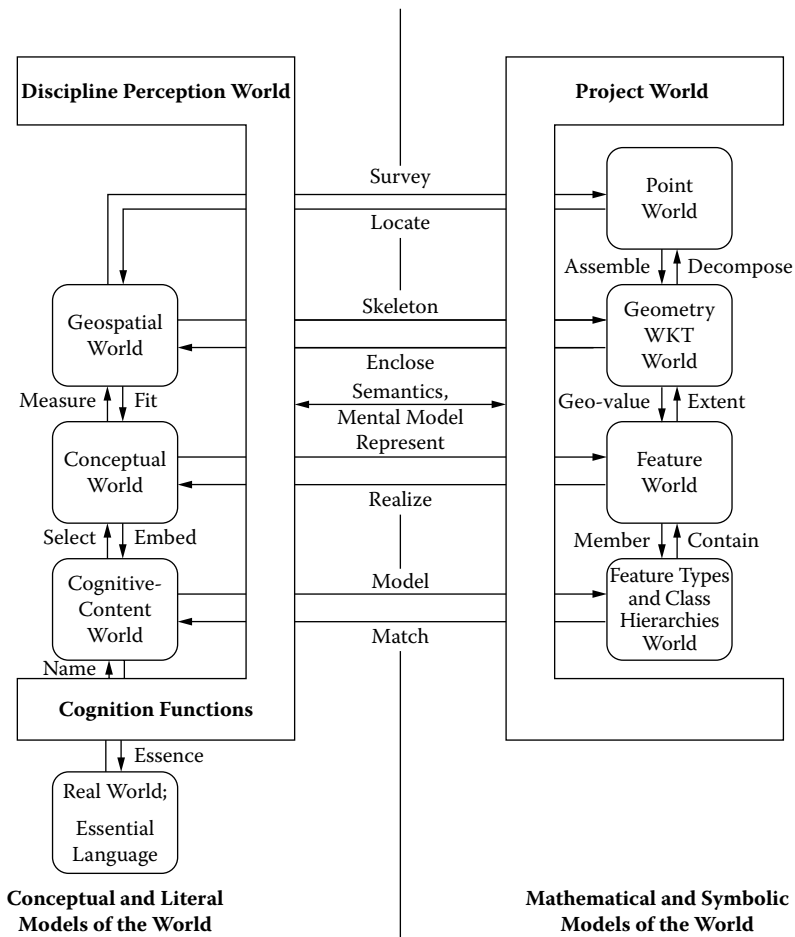 Discipline Perception World
Project World
Survey
Point
World
Locate
Assemble
Decompose
Skeleton
Geospatial
World
Geometry
WKT
World
Enclose
Measure
Fit
Semantics,
Mental Model
Geo-value
Extent
Represent
Conceptual
World
Feature
World
Realize
Select
Embed
Member
Contain
Model
Cognitive-
Content
World
Feature Types
and Class
Hierarchies
World
Match
Name
Cognition Functions
Essence
Real World;
Essential
Language
Conceptual and Literal
Models of the World
Mathematical and Symbolic
Models of the World